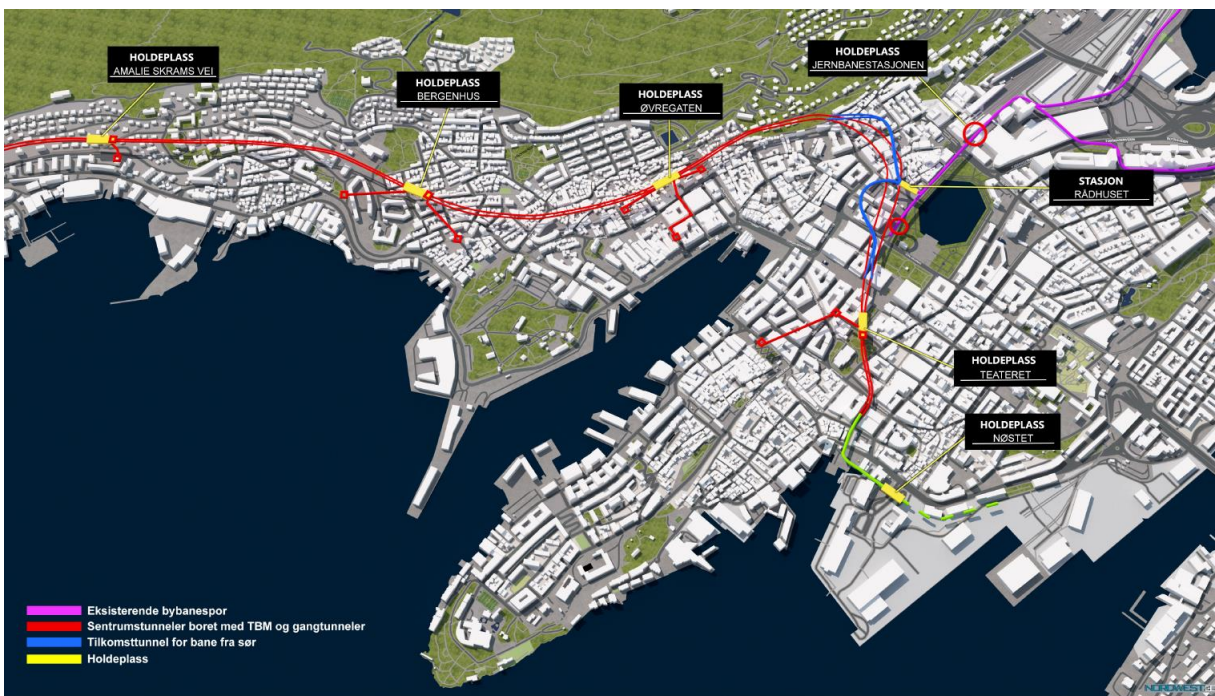 HOLDEPLASS
AMALIE SKRAMS VEI
HOLDEPLASS
BERGENHUS
HOLDEPLASS
ØVREGATEN
HOLDEPLASS
JERNBANESTASJONEN
STASJON
RÅDHUSET
HOLDEPLASS
TEATERET
HOLDEPLASS
NØSTET
Eksisterende bybanespor
Sentrumstunneler boret med TBM og gangtunneler
Tilkomsttunnel for bane fra sør
Holdeplass